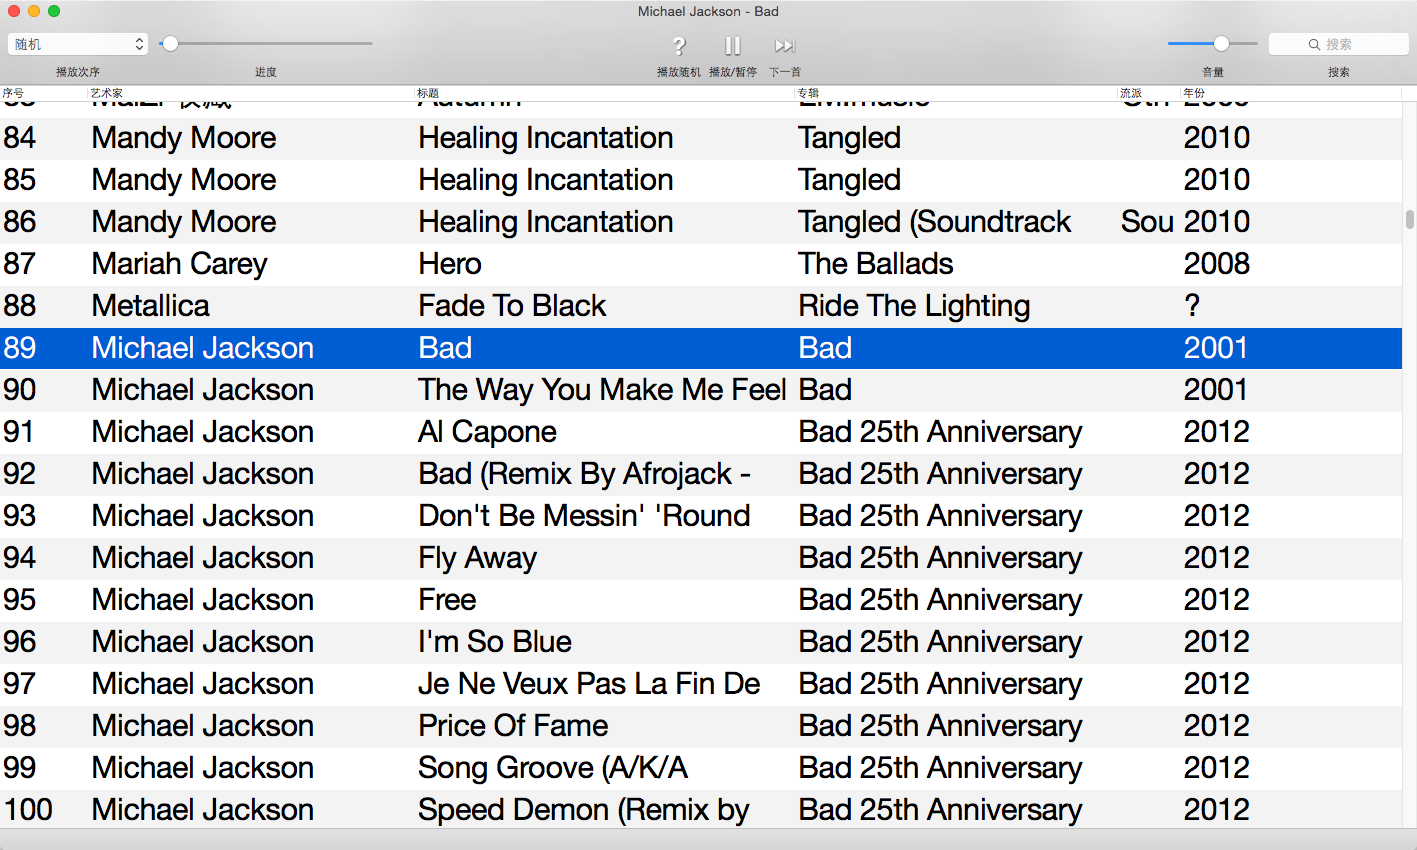 Michael Jackson - Bad
随机
搜索
播放次序 进度 播放随机 播放/暂停 下一首 音量 搜索
序号 艺术家 标题 专辑 流派 年份
84 Mandy Moore Healing Incantation Tangled 2010
85 Mandy Moore Healing Incantation Tangled 2010
86 Mandy Moore Healing Incantation Tangled (Soundtrack Sou 2010
87 Mariah Carey Hero The Ballads 2008
88 Metallica Fade To Black Ride The Lighting ?
89 Michael Jackson Bad Bad 2001
90 Michael Jackson The Way You Make Me Feel Bad 2001
91 Michael Jackson Al Capone Bad 25th Anniversary 2012
92 Michael Jackson Bad (Remix By Afrojack - Bad 25th Anniversary 2012
93 Michael Jackson Don't Be Messin' 'Round Bad 25th Anniversary 2012
94 Michael Jackson Fly Away Bad 25th Anniversary 2012
95 Michael Jackson Free Bad 25th Anniversary 2012
96 Michael Jackson I'm So Blue Bad 25th Anniversary 2012
97 Michael Jackson Je Ne Veux Pas La Fin De Bad 25th Anniversary 2012
98 Michael Jackson Price Of Fame Bad 25th Anniversary 2012
99 Michael Jackson Song Groove (A/K/A Bad 25th Anniversary 2012
100 Michael Jackson Speed Demon (Remix by Bad 25th Anniversary 2012